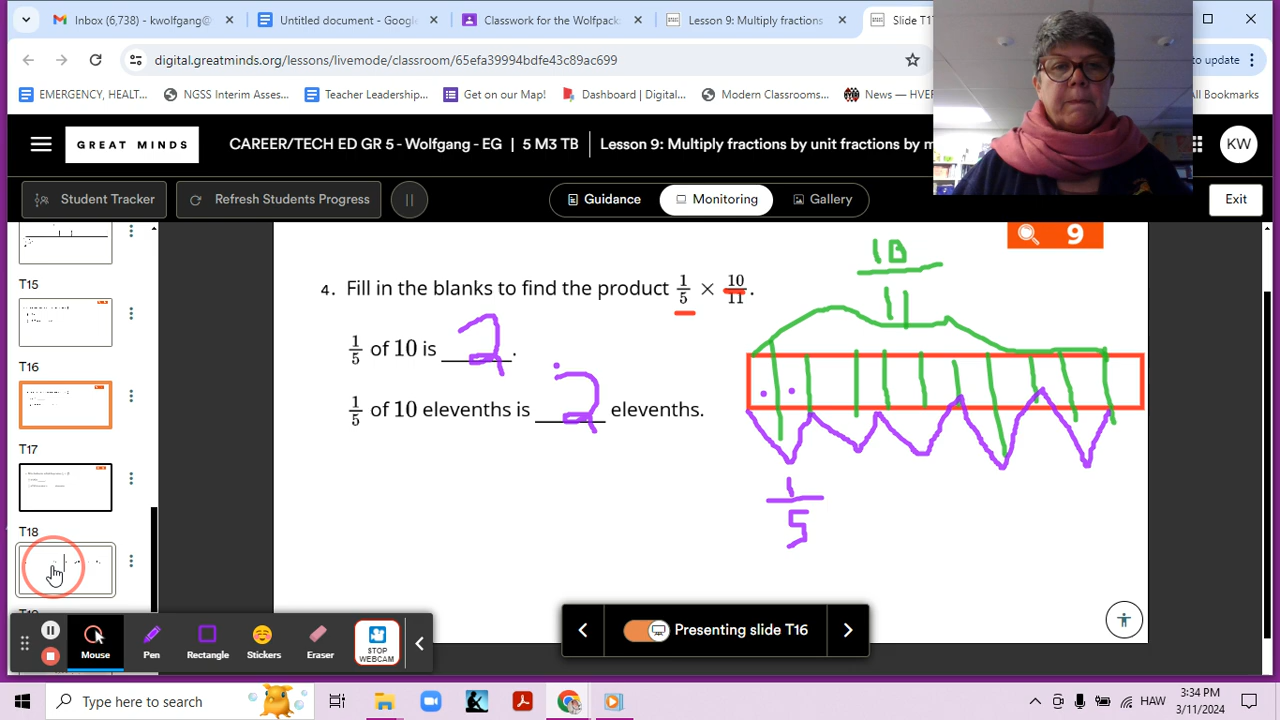 Inbox (6,738) - kwolfgang@
Untitled document - Google
Classwork for the Wolfpack,
Lesson 9: Multiply fractions
Slide T17
digital.greatminds.org/lessons/livemode/classroom/65efa39994bdfe43c89ac699
to update
EMERGENCY, HEALT...
NGSS Interim Asses...
Teacher Leadership...
Get on our Map!
Dashboard | Digital...
Modern Classrooms...
News — HVER
All Bookmarks
GREAT MINDS
CAREER/TECH ED GR 5 - Wolfgang - EG | 5 M3 TB
Lesson 9: Multiply fractions by unit fractions by m
KW
Student Tracker
Refresh Students Progress
Guidance
Monitoring
Gallery
Exit
T15
T16
T17
T18
9
10
11
4. Fill in the blanks to find the product 1/5 × 10/11.
1/5 of 10 is 2.
1/5 of 10 elevenths is 2 elevenths.
1
5
Mouse
Pen
Rectangle
Stickers
Eraser
STOP WEBCAM
Presenting slide T16
Type here to search
HAW
3:34 PM
3/11/2024